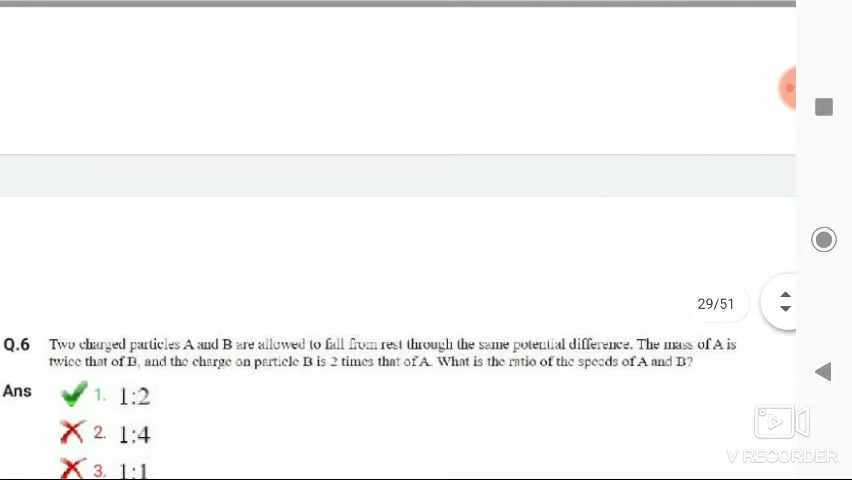 29/51
Q.6 Two charged particles A and B are allowed to fall from rest through the same potential difference. The mass of A is
twice that of B, and the charge on particle B is 2 times that of A. What is the ratio of the speeds of A and B?
Ans 1. 1:2
2. 1:4
3. 1:1
V RECORDER